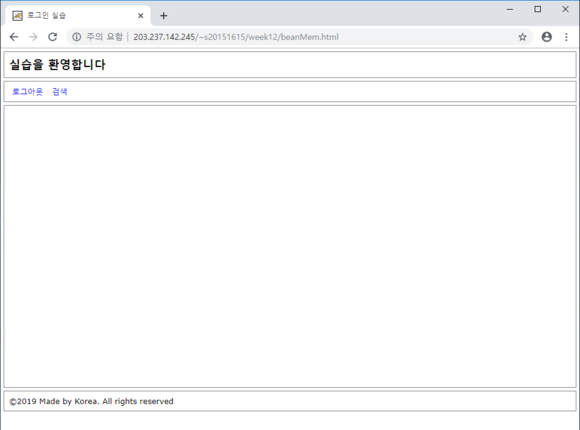 로그인 실습
주의 요함 | 203.237.142.245/~s20151615/week12/beanMem.html
실습을 환영합니다
로그아웃 검색
©2019 Made by Korea. All rights reserved